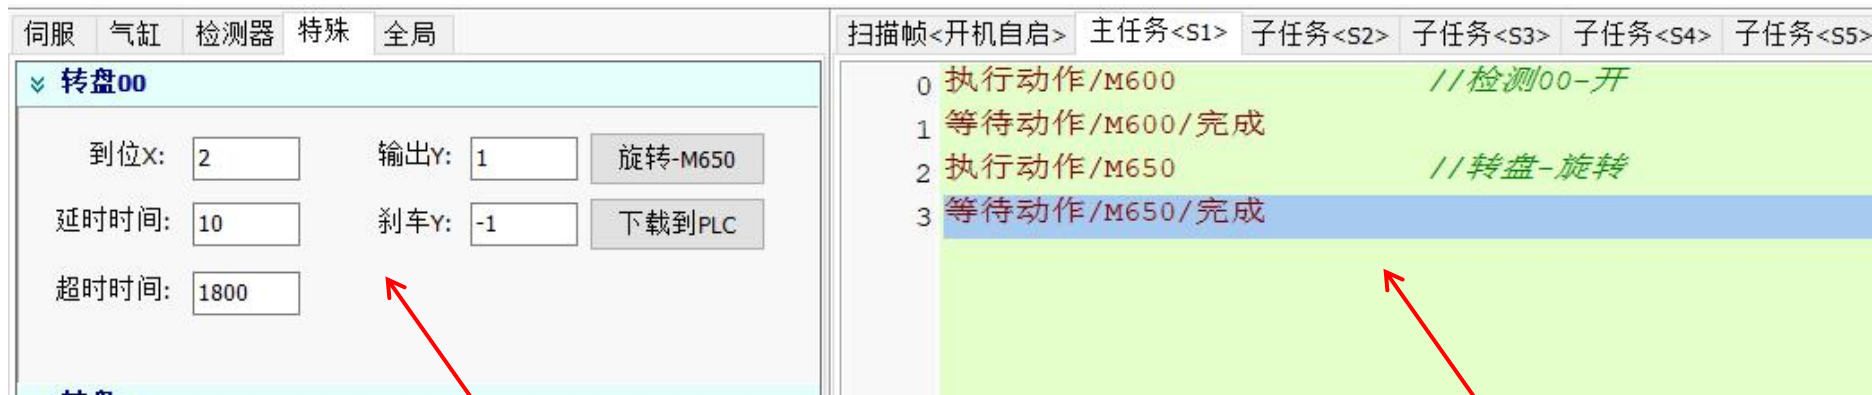 伺服 气缸 检测器 特殊 全局
转盘00
到位X: 2 输出Y: 1 旋转-M650
延时时间: 10 刹车Y: -1 下载到PLC
超时时间: 1800
扫描帧<开机自启> 主任务<S1> 子任务<S2> 子任务<S3> 子任务<S4> 子任务<S5>
0 执行动作/M600 //检测00-开
1 等待动作/M600/完成
2 执行动作/M650 //转盘-旋转
3 等待动作/M650/完成